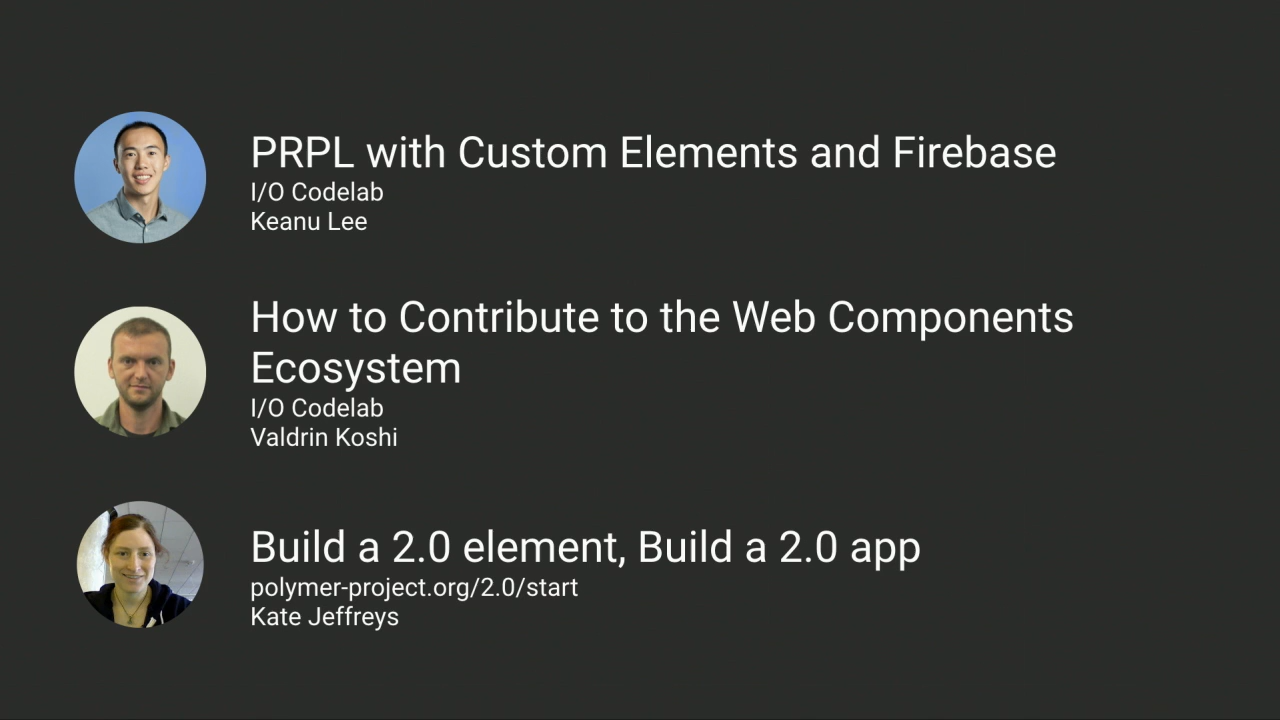 PRPL with Custom Elements and Firebase
I/O Codelab
Keanu Lee
How to Contribute to the Web Components
Ecosystem
I/O Codelab
Valdrin Koshi
Build a 2.0 element, Build a 2.0 app
polymer-project.org/2.0/start
Kate Jeffreys